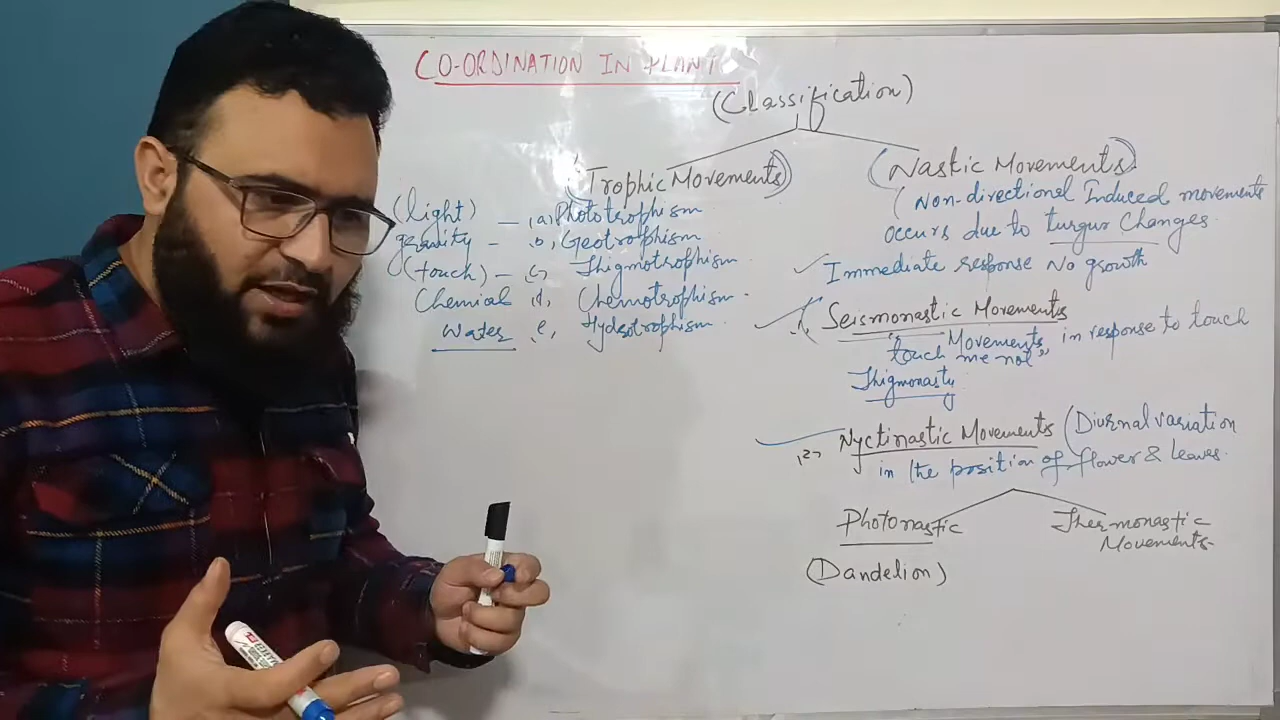 CO-ORDINATION IN PLANT
(Classification)
(Trophic Movements)
(light) - (a) Phototrophism
gravity - b, Geotrophism
(touch) - c, Thigmotrophism
Chemical d, Chemotrophism
water e, Hydrotrophism
(Nastic Movements)
(Non-directional Induced movements
occurs due to turgur Changes
Immediate response No growth
Seismonastic Movements
Movements in response to touch
"touch me not"
Thigmonasty
(2) Nyctinastic Movements (Diurnal variation
in the position of flower & leaves.
Photonastic
(Dandelion)
Thermonastic
Movements